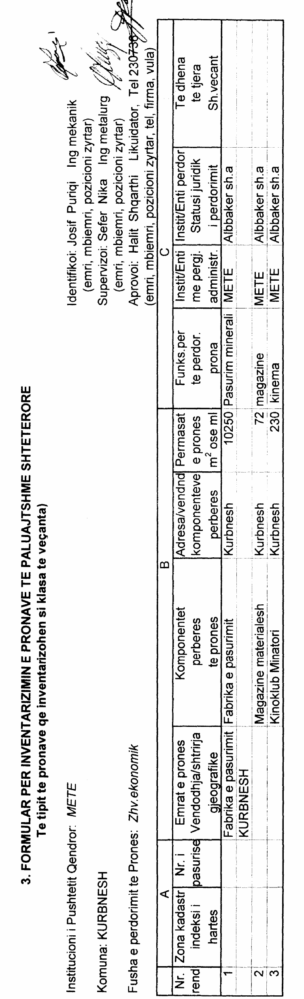 3. FORMULAR PER INVENTARIZIMIN E PRONAVE TE PALUAJTSHME SHTETERORE
Te tipit te pronave qe inventarizohen si klasa te veçanta)
Institucioni i Pushtetit Qendror: METE
Identifikoi: Josif Puriqi Ing mekanik
(emri, mbiemri, pozicioni zyrtar)
Komuna: KURBNESH
Supervizoi: Sefer Nika Ing metalurg
(emri, mbiemri, pozicioni zyrtar)
Fusha e perdorimit te Prones: Zhv.ekonomik
Aprovoi: Halit Shqarthi Likuidator, Tel 230736
(emri, mbiemri, pozicioni zyrtar, tel, firma, vula)
A B C
Nr. Zona kadastr Nr. i Emrat e prones Komponentet Adresa/vendnd Permasat Funks.per Instit/Enti Instit/Enti perdor Te dhena
rend indeksi i pasurise Vendodhja/shtrirja perberes komponenteve e prones te perdor. me pergj. Statusi juridik te tjera
hartes gjeografike te prones perberes m² ose ml prona administr. i perdorimit Sh.vecant
1 Fabrika e pasurimit Fabrika e pasurimit Kurbnesh 10250 Pasurim minerali METE Albbaker sh.a
KURBNESH
2 Magazine materialesh Kurbnesh 72 magazine METE Albbaker sh.a
3 Kinoklub Minatori Kurbnesh 230 kinema METE Albbaker sh.a